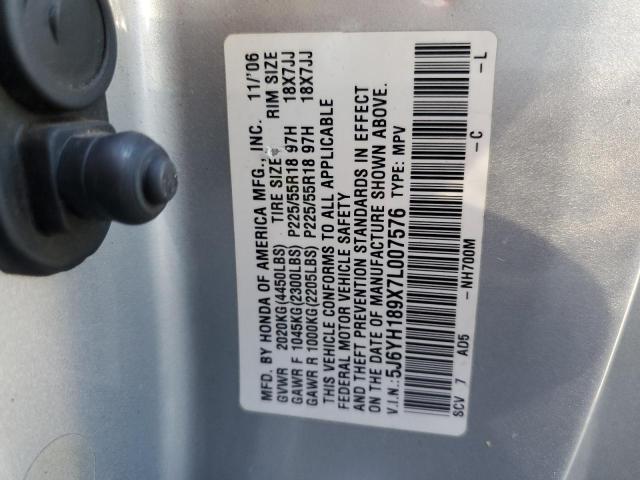 MFD. BY HONDA OF AMERICA MFG., INC. 11/'06
GVWR 2020KG(4450LBS) TIRE SIZE RIM SIZE
GAWR F 1045KG(2300LBS) P225/55R18 97H 18X7JJ
GAWR R 1000KG(2205LBS) P225/55R18 97H 18X7JJ
THIS VEHICLE CONFORMS TO ALL APPLICABLE
FEDERAL MOTOR VEHICLE SAFETY
AND THEFT PREVENTION STANDARDS IN EFFECT
ON THE DATE OF MANUFACTURE SHOWN ABOVE.
V.I.N.:5J6YH189X7L007576 TYPE: MPV
SCV 7 AD5 -NH700M -C -L